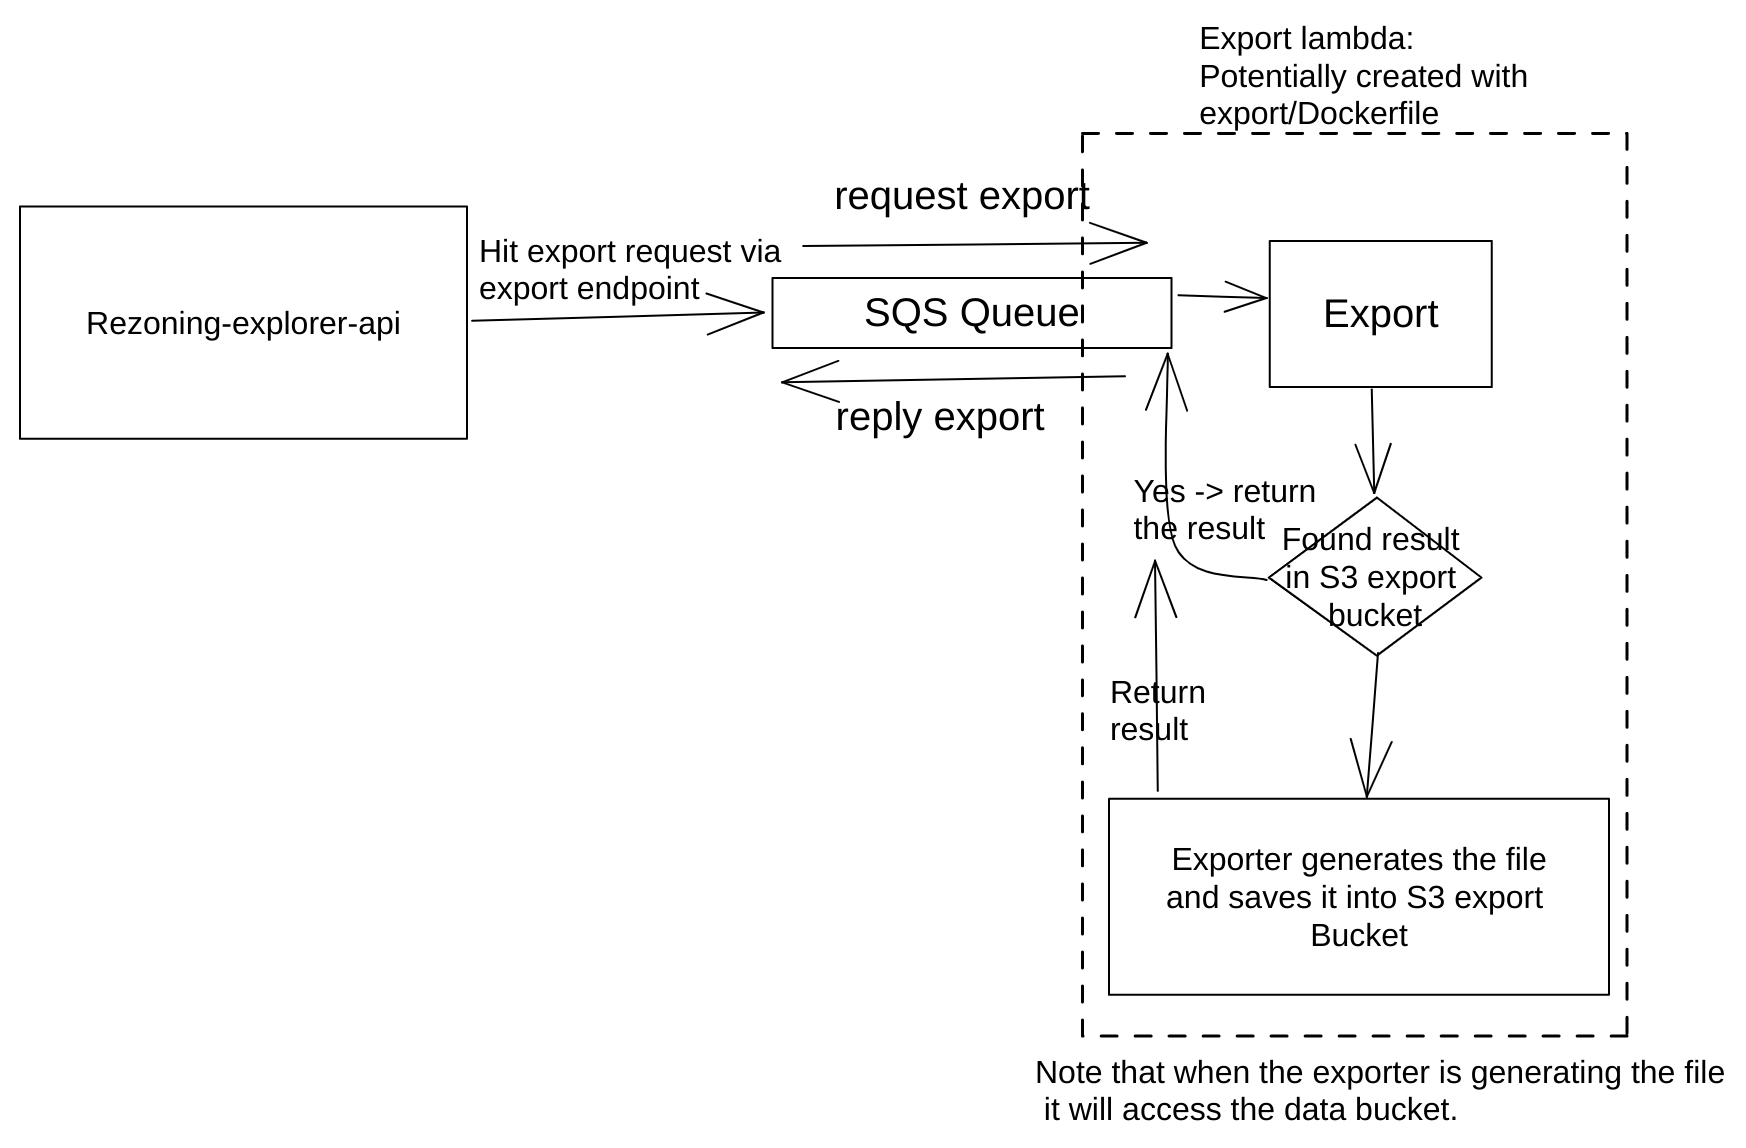 Export lambda:
Potentially created with
export/Dockerfile
request export
Hit export request via
export endpoint
Rezoning-explorer-api
SQS Queue
Export
reply export
Yes -> return
the result
Found result
in S3 export
bucket
Return
result
Exporter generates the file
and saves it into S3 export
Bucket
Note that when the exporter is generating the file
it will access the data bucket.